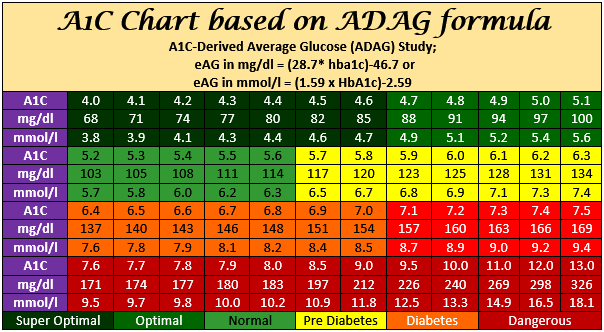 A1C Chart based on ADAG formula
A1C-Derived Average Glucose (ADAG) Study;
eAG in mg/dl = (28.7* hba1c)-46.7 or
eAG in mmol/l = (1.59 x HbA1c)-2.59
A1C 4.0 4.1 4.2 4.3 4.4 4.5 4.6 4.7 4.8 4.9 5.0 5.1
mg/dl 68 71 74 77 80 82 85 88 91 94 97 100
mmol/l 3.8 3.9 4.1 4.3 4.4 4.6 4.7 4.9 5.1 5.2 5.4 5.6
A1C 5.2 5.3 5.4 5.5 5.6 5.7 5.8 5.9 6.0 6.1 6.2 6.3
mg/dl 103 105 108 111 114 117 120 123 125 128 131 134
mmol/l 5.7 5.8 6.0 6.2 6.3 6.5 6.7 6.8 6.9 7.1 7.3 7.4
A1C 6.4 6.5 6.6 6.7 6.8 6.9 7.0 7.1 7.2 7.3 7.4 7.5
mg/dl 137 140 143 146 148 151 154 157 160 163 166 169
mmol/l 7.6 7.8 7.9 8.1 8.2 8.4 8.5 8.7 8.9 9.0 9.2 9.4
A1C 7.6 7.7 7.8 7.9 8.0 8.5 9.0 9.5 10.0 11.0 12.0 13.0
mg/dl 171 174 177 180 183 197 212 226 240 269 298 326
mmol/l 9.5 9.7 9.8 10.0 10.2 10.9 11.8 12.5 13.3 14.9 16.5 18.1
Super Optimal Optimal Normal Pre Diabetes Diabetes Dangerous